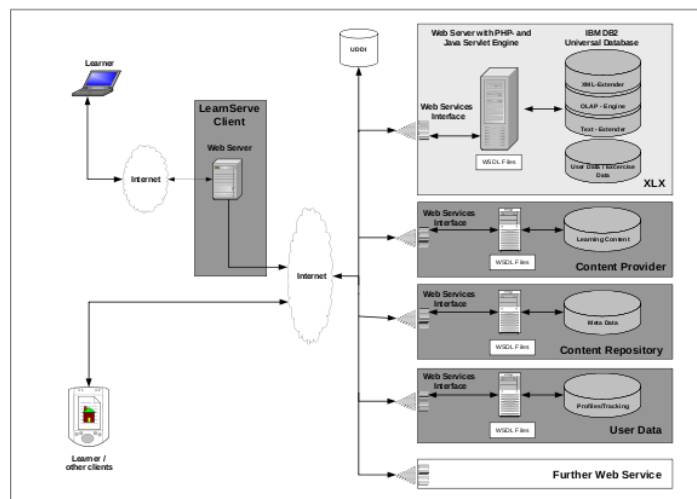 Learner
LearnServe
Client
Web Server
Internet
Internet
Learner /
other clients
UDDI
Web Server with PHP- and
Java Servlet Engine
IBM DB2
Universal Database
XML-Extender
OLAP - Engine
Text - Extender
User Data / Excercise
Data
Web Services
Interface
WSDL Files
XLX
Web Services
Interface
WSDL Files
Learning Content
Content Provider
Web Services
Interface
WSDL Files
Meta Data
Content Repository
Web Services
Interface
WSDL Files
Profiles/Tracking
User Data
Further Web Service